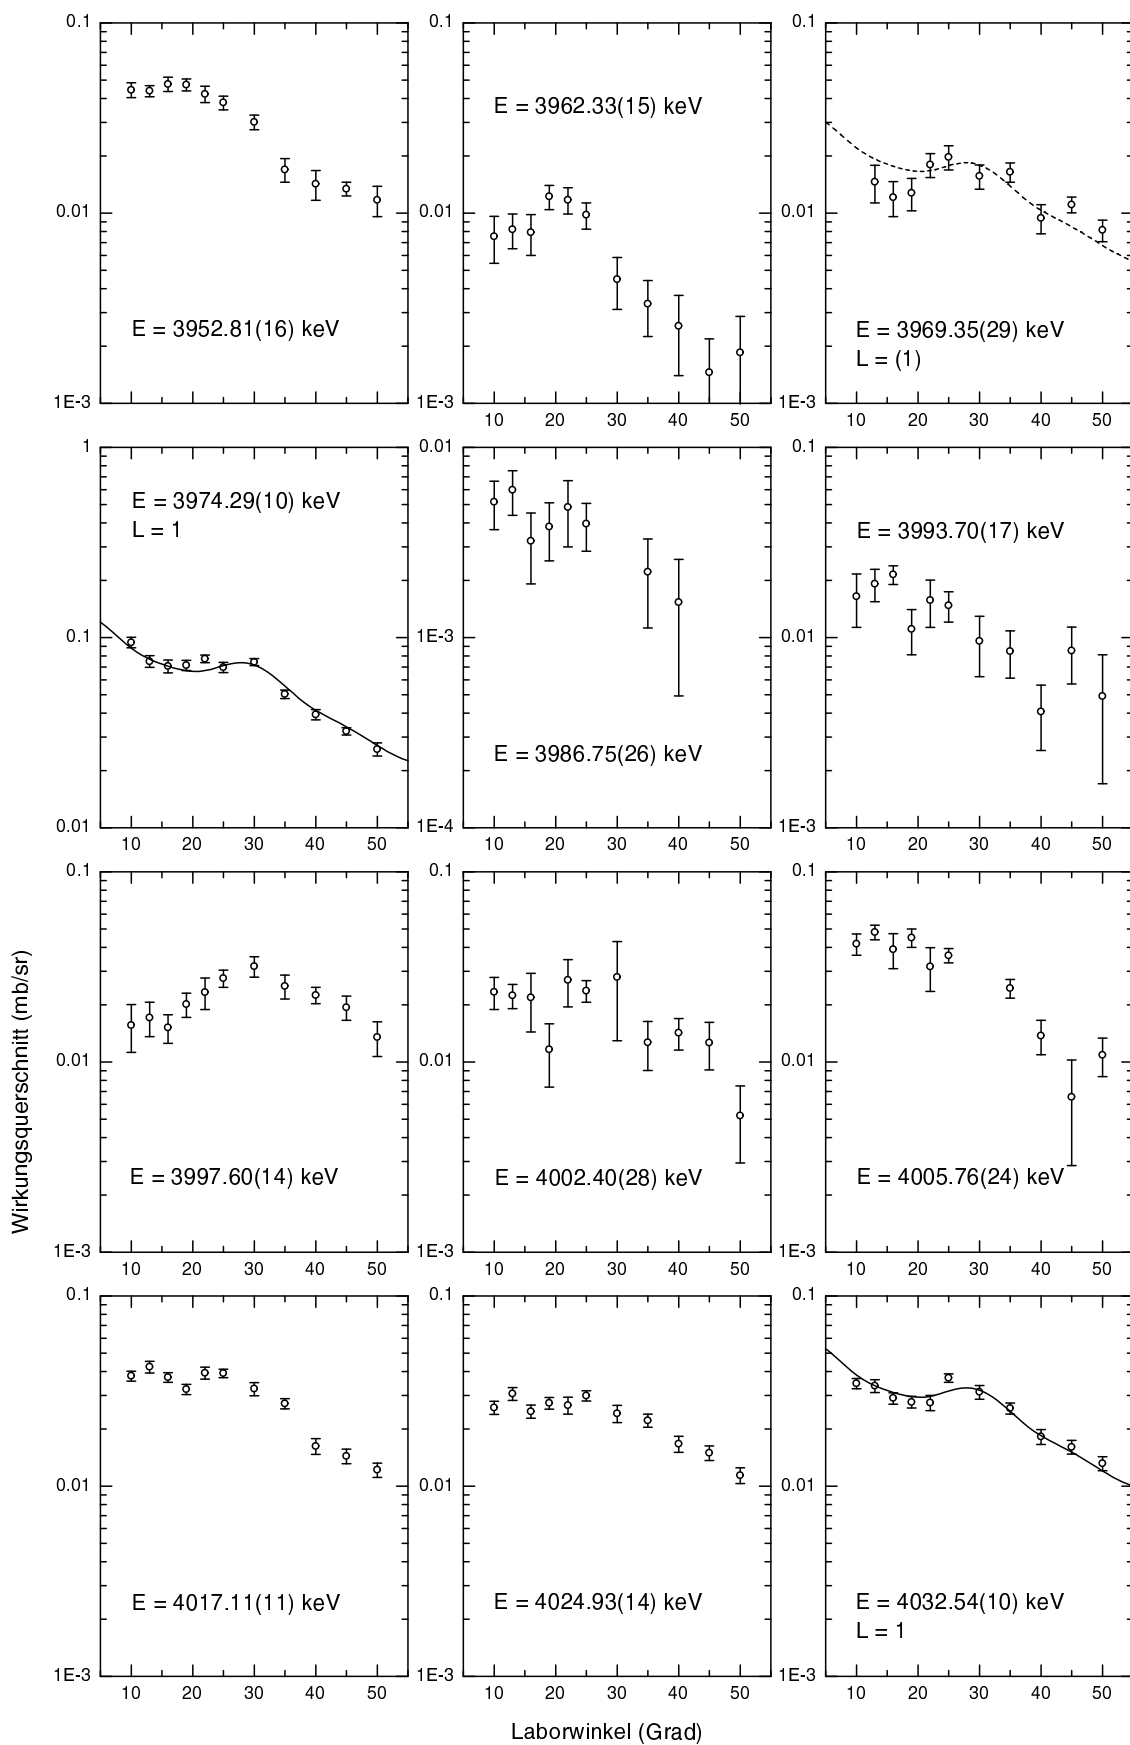 0.1
0.01
1E-3
E = 3952.81(16) keV
0.1
0.01
1E-3
E = 3962.33(15) keV
10 20 30 40 50
0.1
0.01
1E-3
E = 3969.35(29) keV
L = (1)
10 20 30 40 50
1
0.1
0.01
E = 3974.29(10) keV
L = 1
10 20 30 40 50
0.01
1E-3
1E-4
E = 3986.75(26) keV
10 20 30 40 50
0.1
0.01
1E-3
E = 3993.70(17) keV
10 20 30 40 50
Wirkungsquerschnitt (mb/sr)
0.1
0.01
1E-3
E = 3997.60(14) keV
10 20 30 40 50
0.1
0.01
1E-3
E = 4002.40(28) keV
10 20 30 40 50
0.1
0.01
1E-3
E = 4005.76(24) keV
10 20 30 40 50
0.1
0.01
1E-3
E = 4017.11(11) keV
10 20 30 40 50
0.1
0.01
1E-3
E = 4024.93(14) keV
10 20 30 40 50
0.1
0.01
1E-3
E = 4032.54(10) keV
L = 1
10 20 30 40 50
Laborwinkel (Grad)